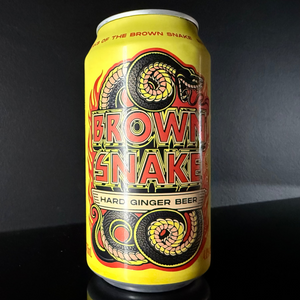 OF THE BROWN SNAKE
BROWN
SNAKE
HARD GINGER BEER